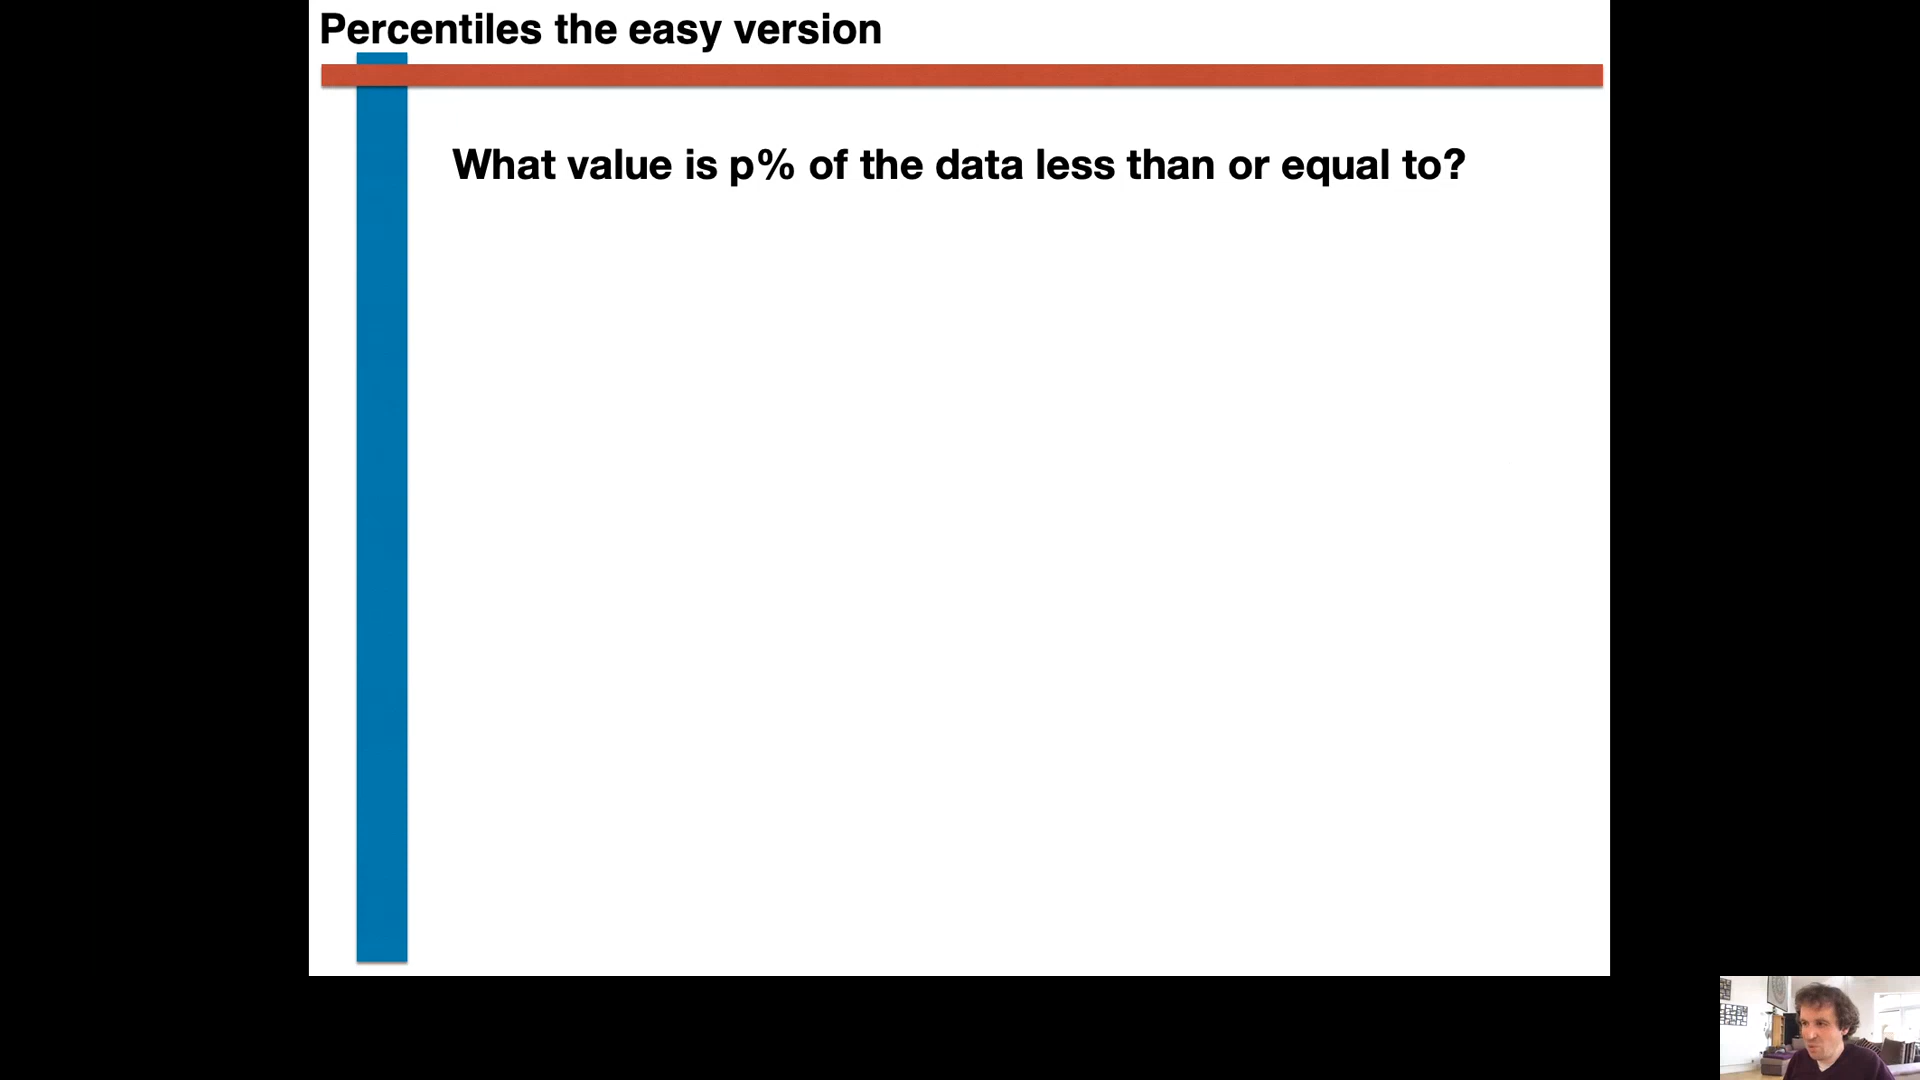 Percentiles the easy version
What value is p% of the data less than or equal to?